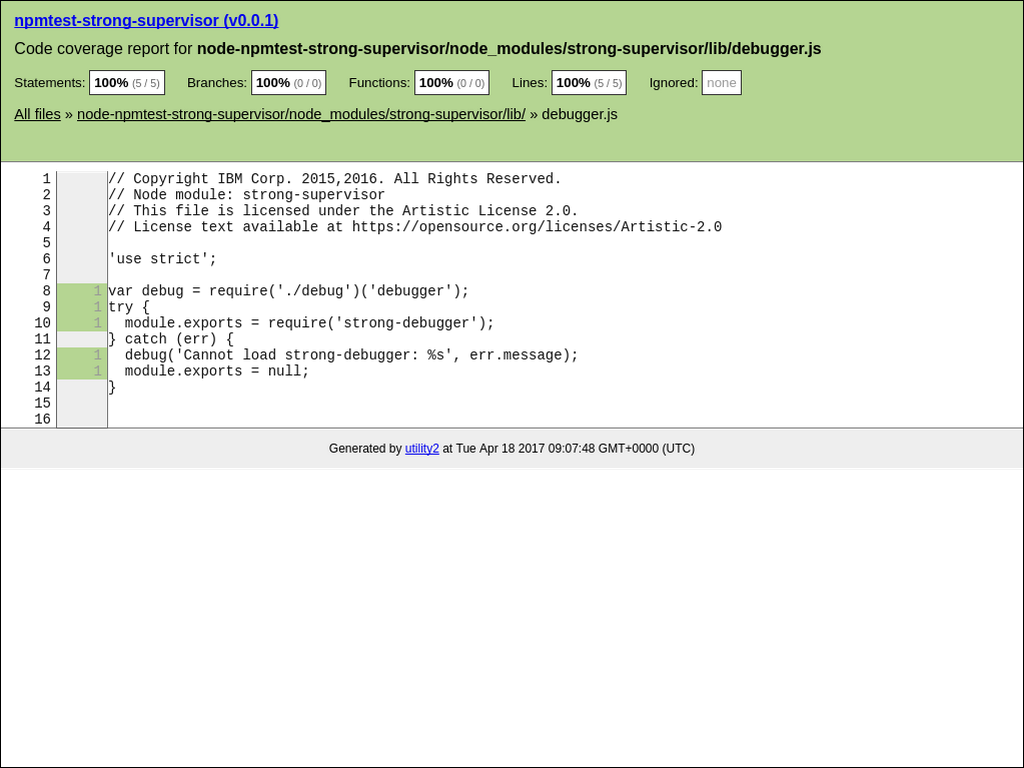 npmtest-strong-supervisor (v0.0.1)
Code coverage report for node-npmtest-strong-supervisor/node_modules/strong-supervisor/lib/debugger.js
Statements: 100% (5 / 5) Branches: 100% (0 / 0) Functions: 100% (0 / 0) Lines: 100% (5 / 5) Ignored: none
All files » node-npmtest-strong-supervisor/node_modules/strong-supervisor/lib/ » debugger.js
1 // Copyright IBM Corp. 2015,2016. All Rights Reserved.
2 // Node module: strong-supervisor
3 // This file is licensed under the Artistic License 2.0.
4 // License text available at https://opensource.org/licenses/Artistic-2.0
5
6 'use strict';
7
8 1 var debug = require('./debug')('debugger');
9 1 try {
10 1 module.exports = require('strong-debugger');
11 } catch (err) {
12 1 debug('Cannot load strong-debugger: %s', err.message);
13 1 module.exports = null;
14 }
15
16
Generated by utility2 at Tue Apr 18 2017 09:07:48 GMT+0000 (UTC)